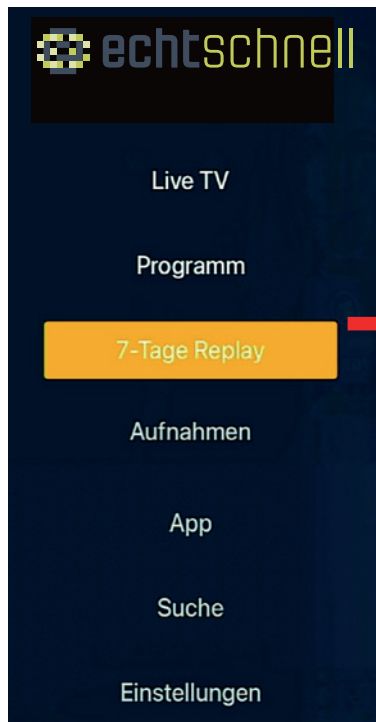 echtschnell
Live TV
Programm
7-Tage Replay
Aufnahmen
App
Suche
Einstellungen